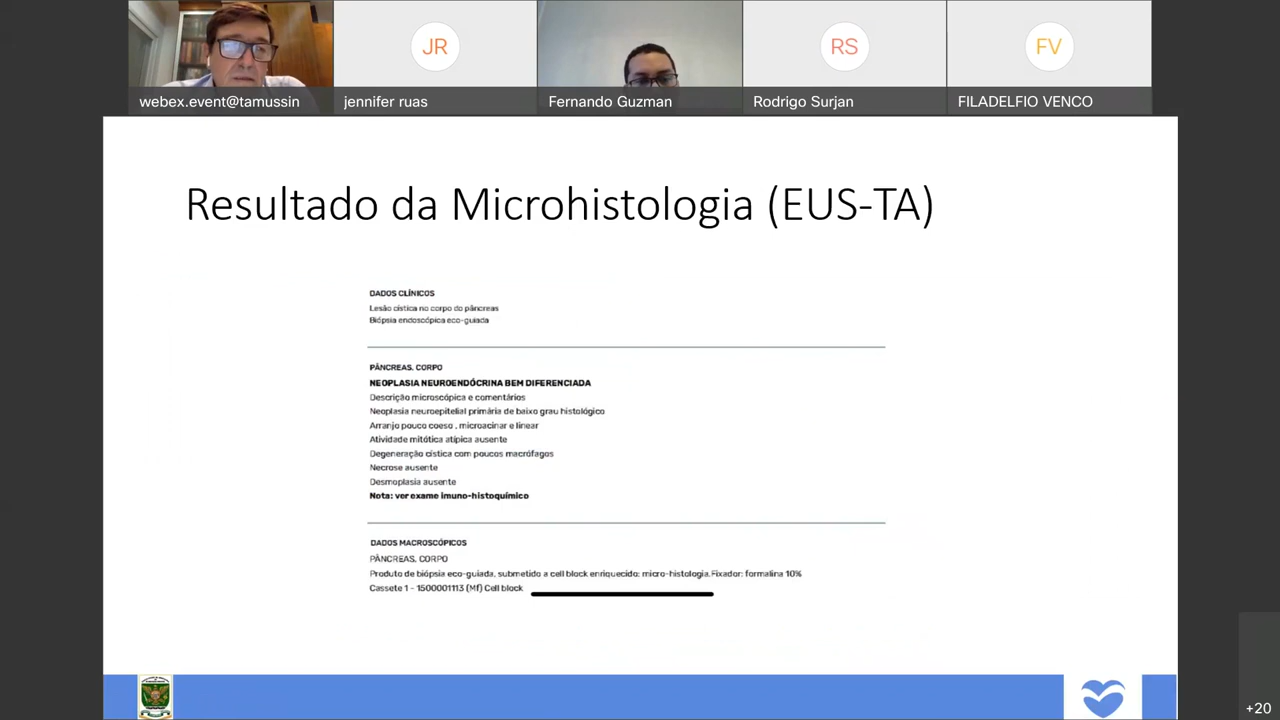 JR
RS
FV
webex.event@tamussin
jennifer ruas
Fernando Guzman
Rodrigo Surjan
FILADELFIO VENCO
Resultado da Microhistologia (EUS-TA)
DADOS CLÍNICOS
Lesão cística no corpo do pâncreas
Biópsia endoscópica eco-guiada
PÂNCREAS. CORPO
NEOPLASIA NEUROENDÓCRINA BEM DIFERENCIADA
Descrição microscópica e comentários
Neoplasia neuroepitelial primária de baixo grau histológico
Arranjo pouco coeso , microacinar e linear
Atividade mitótica atípica ausente
Degeneração cística com poucos macrófagos
Necrose ausente
Desmoplasia ausente
Nota: ver exame imuno-histoquímico
DADOS MACROSCÓPICOS
PÂNCREAS. CORPO
Produto de biópsia eco-guiada, submetido a cell block enriquecido: micro-histologia.Fixador: formalina 10%
Cassete 1 - 1500001113 (Mf) Cell block
+20